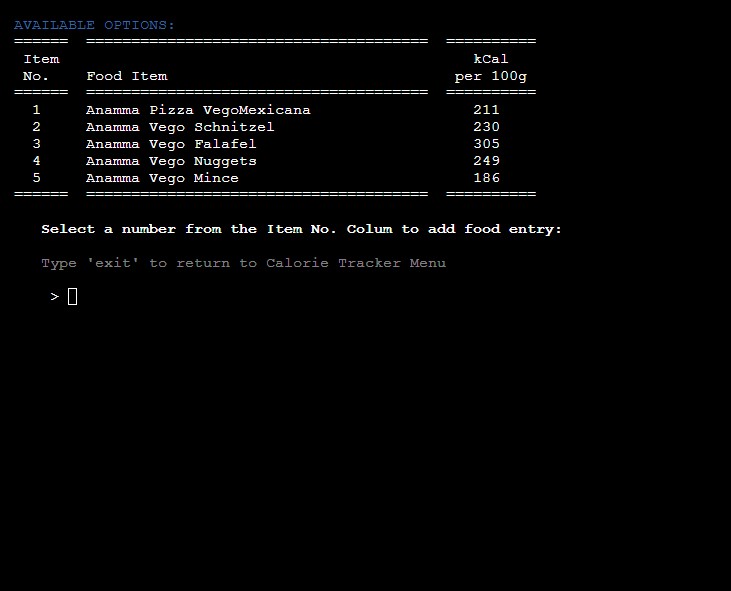 AVAILABLE OPTIONS:
====== ====================================== ==========
Item kCal
No. Food Item per 100g
====== ====================================== ==========
1 Anamma Pizza VegoMexicana 211
2 Anamma Vego Schnitzel 230
3 Anamma Vego Falafel 305
4 Anamma Vego Nuggets 249
5 Anamma Vego Mince 186
====== ====================================== ==========
Select a number from the Item No. Colum to add food entry:
Type 'exit' to return to Calorie Tracker Menu
>